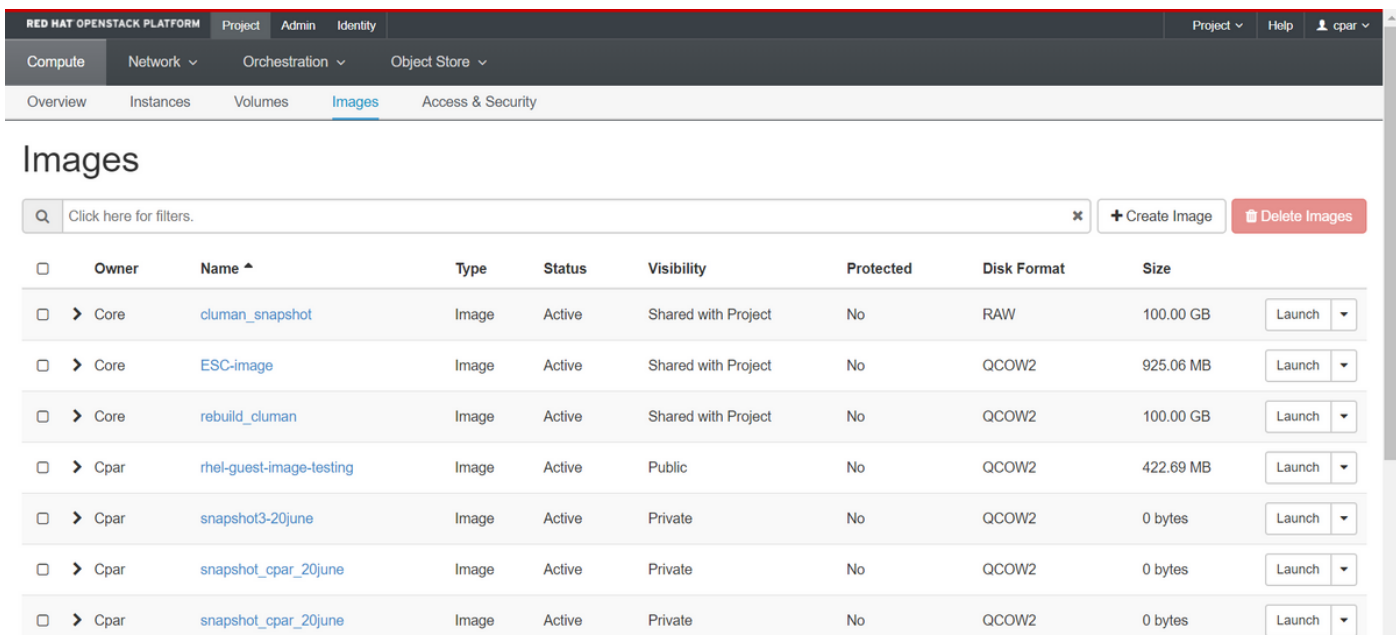 RED HAT OPENSTACK PLATFORM Project Admin Identity Project Help cpar
Compute Network Orchestration Object Store
Overview Instances Volumes Images Access & Security
Images
Click here for filters. Create Image Delete Images
Owner Name Type Status Visibility Protected Disk Format Size
Core cluman_snapshot Image Active Shared with Project No RAW 100.00 GB Launch
Core ESC-image Image Active Shared with Project No QCOW2 925.06 MB Launch
Core rebuild_cluman Image Active Shared with Project No QCOW2 100.00 GB Launch
Cpar rhel-guest-image-testing Image Active Public No QCOW2 422.69 MB Launch
Cpar snapshot3-20june Image Active Private No QCOW2 0 bytes Launch
Cpar snapshot_cpar_20june Image Active Private No QCOW2 0 bytes Launch
Cpar snapshot_cpar_20june Image Active Private No QCOW2 0 bytes Launch